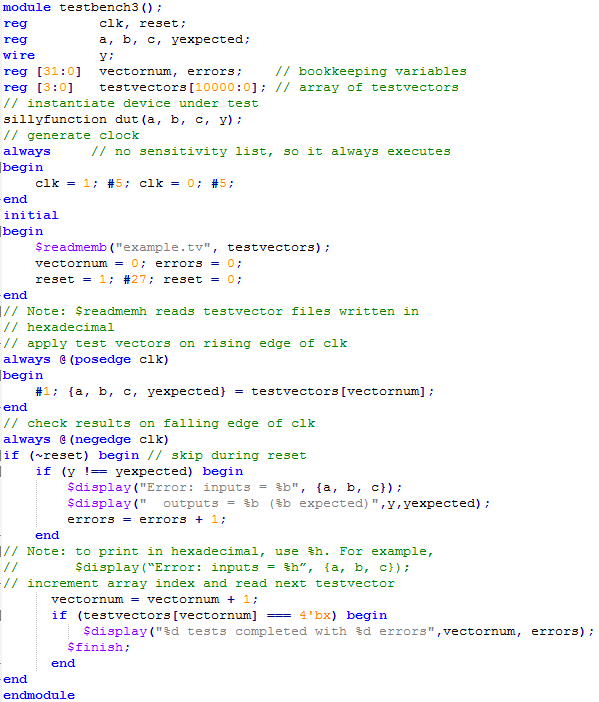 module testbench3();
reg         clk, reset;
reg         a, b, c, yexpected;
wire        y;
reg [31:0]  vectornum, errors;    // bookkeeping variables
reg [3:0]   testvectors[10000:0]; // array of testvectors
// instantiate device under test
sillyfunction dut(a, b, c, y);
// generate clock
always     // no sensitivity list, so it always executes
begin
    clk = 1; #5; clk = 0; #5;
end
initial
begin
    $readmemb("example.tv", testvectors);
    vectornum = 0; errors = 0;
    reset = 1; #27; reset = 0;
end
// Note: $readmemh reads testvector files written in
// hexadecimal
// apply test vectors on rising edge of clk
always @(posedge clk)
begin
    #1; {a, b, c, yexpected} = testvectors[vectornum];
end
// check results on falling edge of clk
always @(negedge clk)
if (~reset) begin // skip during reset
    if (y !== yexpected) begin
        $display("Error: inputs = %b", {a, b, c});
        $display("  outputs = %b (%b expected)",y,yexpected);
        errors = errors + 1;
    end
// Note: to print in hexadecimal, use %h. For example,
//       $display(“Error: inputs = %h”, {a, b, c});
// increment array index and read next testvector
      vectornum = vectornum + 1;
      if (testvectors[vectornum] === 4'bx) begin
          $display("%d tests completed with %d errors",vectornum, errors);
        $finish;
      end
end
endmodule